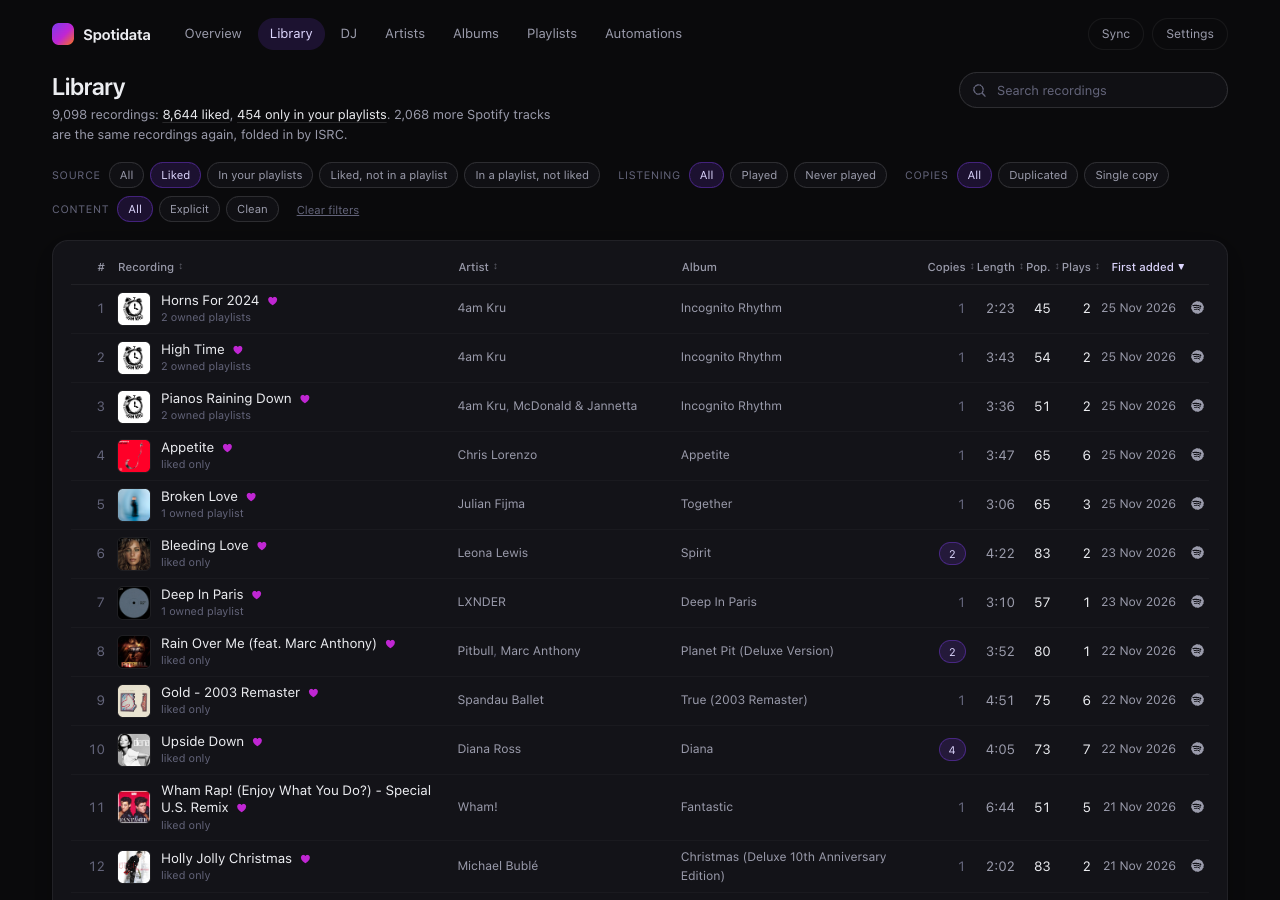 Spotidata
Overview
Library
DJ
Artists
Albums
Playlists
Automations
Sync
Settings
Library
Search recordings
9,098 recordings: 8,644 liked, 454 only in your playlists. 2,068 more Spotify tracks
are the same recordings again, folded in by ISRC.
SOURCE All Liked In your playlists Liked, not in a playlist In a playlist, not liked LISTENING All Played Never played COPIES All Duplicated Single copy
CONTENT All Explicit Clean Clear filters
# Recording ↕ Artist ↕ Album Copies ↕ Length ↕ Pop. ↕ Plays ↕ First added ▼
1 Horns For 2024 4am Kru Incognito Rhythm 1 2:23 45 2 25 Nov 2026
2 owned playlists
2 High Time 4am Kru Incognito Rhythm 1 3:43 54 2 25 Nov 2026
2 owned playlists
3 Pianos Raining Down 4am Kru, McDonald & Jannetta Incognito Rhythm 1 3:36 51 2 25 Nov 2026
2 owned playlists
4 Appetite Chris Lorenzo Appetite 1 3:47 65 6 25 Nov 2026
liked only
5 Broken Love Julian Fijma Together 1 3:06 65 3 25 Nov 2026
1 owned playlist
6 Bleeding Love Leona Lewis Spirit 2 4:22 83 2 23 Nov 2026
liked only
7 Deep In Paris LXNDER Deep In Paris 1 3:10 57 1 23 Nov 2026
1 owned playlist
8 Rain Over Me (feat. Marc Anthony) Pitbull, Marc Anthony Planet Pit (Deluxe Version) 2 3:52 80 1 22 Nov 2026
liked only
9 Gold - 2003 Remaster Spandau Ballet True (2003 Remaster) 1 4:51 75 6 22 Nov 2026
liked only
10 Upside Down Diana Ross Diana 4 4:05 73 7 22 Nov 2026
liked only
11 Wham Rap! (Enjoy What You Do?) - Special
U.S. Remix Wham! Fantastic 1 6:44 51 5 21 Nov 2026
liked only
12 Holly Jolly Christmas Michael Bublé Christmas (Deluxe 10th Anniversary
Edition) 1 2:02 83 2 21 Nov 2026
liked only